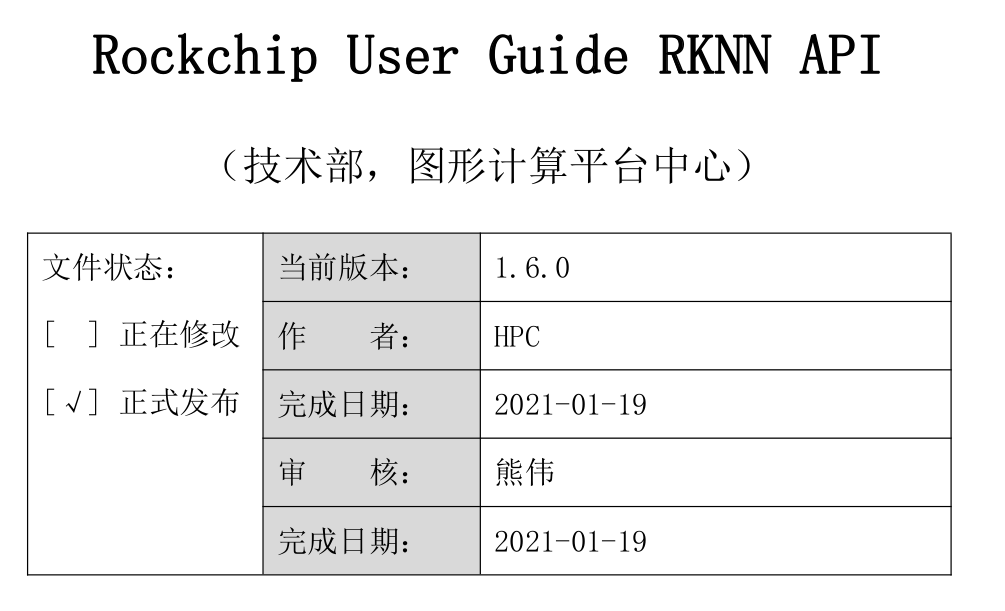 Rockchip User Guide RKNN API
（技术部，图形计算平台中心）
文件状态：
[ ] 正在修改
[√] 正式发布
当前版本： 1.6.0
作 者： HPC
完成日期： 2021-01-19
审 核： 熊伟
完成日期： 2021-01-19